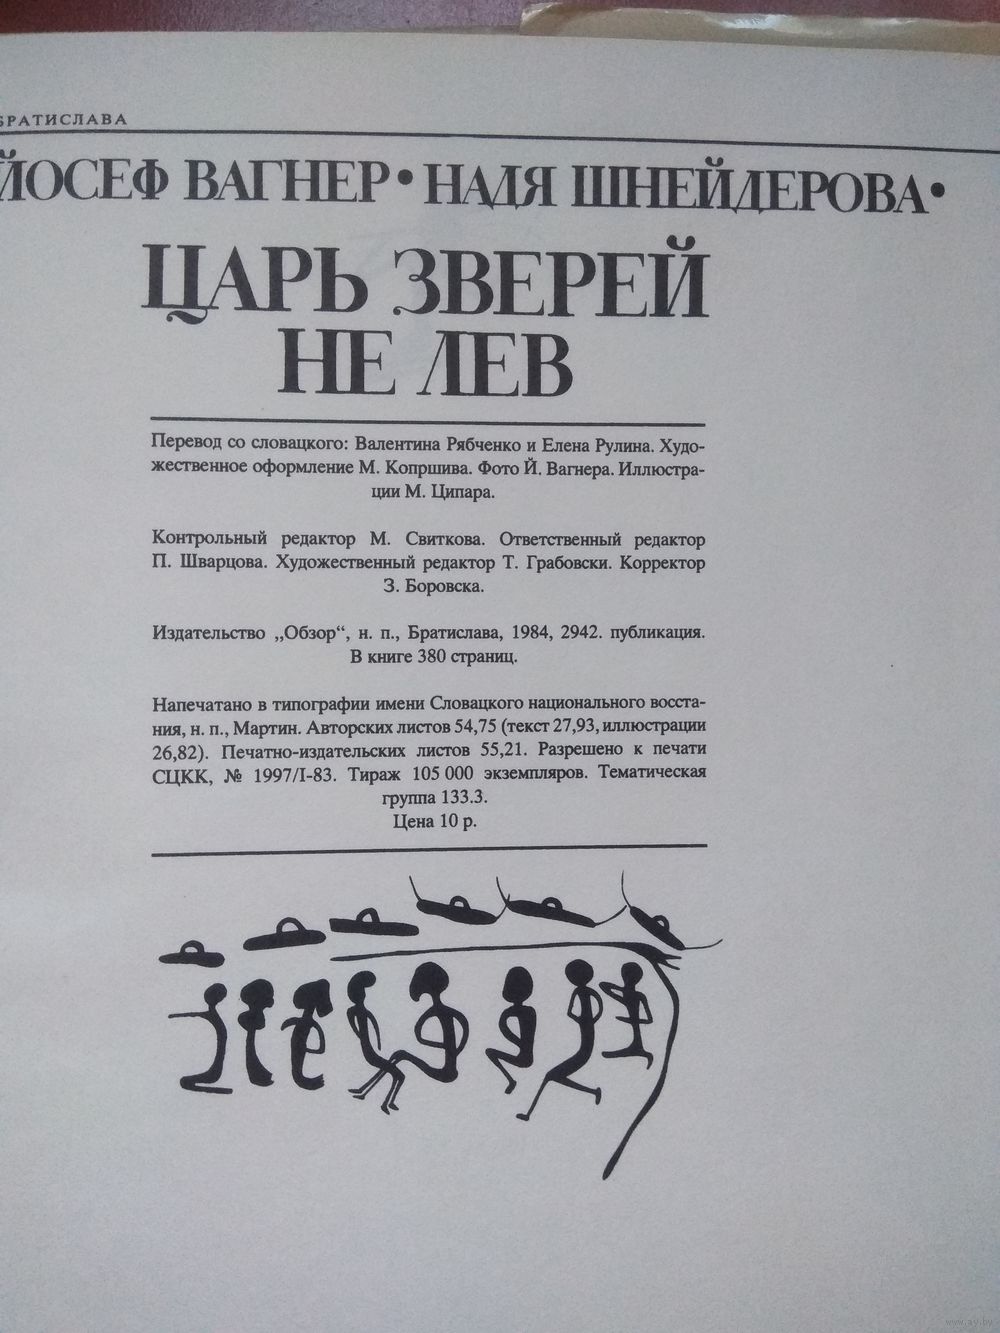 БРАТИСЛАВА
ЙОСЕФ ВАГНЕР • НАДЯ ШНЕЙДЕРОВА •
ЦАРЬ ЗВЕРЕЙ
НЕ ЛЕВ
Перевод со словацкого: Валентина Рябченко и Елена Рулина. Худо-
жественное оформление М. Копршива. Фото Й. Вагнера. Иллюстра-
ции М. Ципара.
Контрольный редактор М. Свиткова. Ответственный редактор
П. Шварцова. Художественный редактор Т. Грабовски. Корректор
З. Боровска.
Издательство „Обзор“, н. п., Братислава, 1984, 2942. публикация.
В книге 380 страниц.
Напечатано в типографии имени Словацкого национального восста-
ния, н. п., Мартин. Авторских листов 54,75 (текст 27,93, иллюстрации
26,82). Печатно-издательских листов 55,21. Разрешено к печати
СЦКК, № 1997/I-83. Тираж 105 000 экземпляров. Тематическая
группа 133.3.
Цена 10 р.
www.ay.by